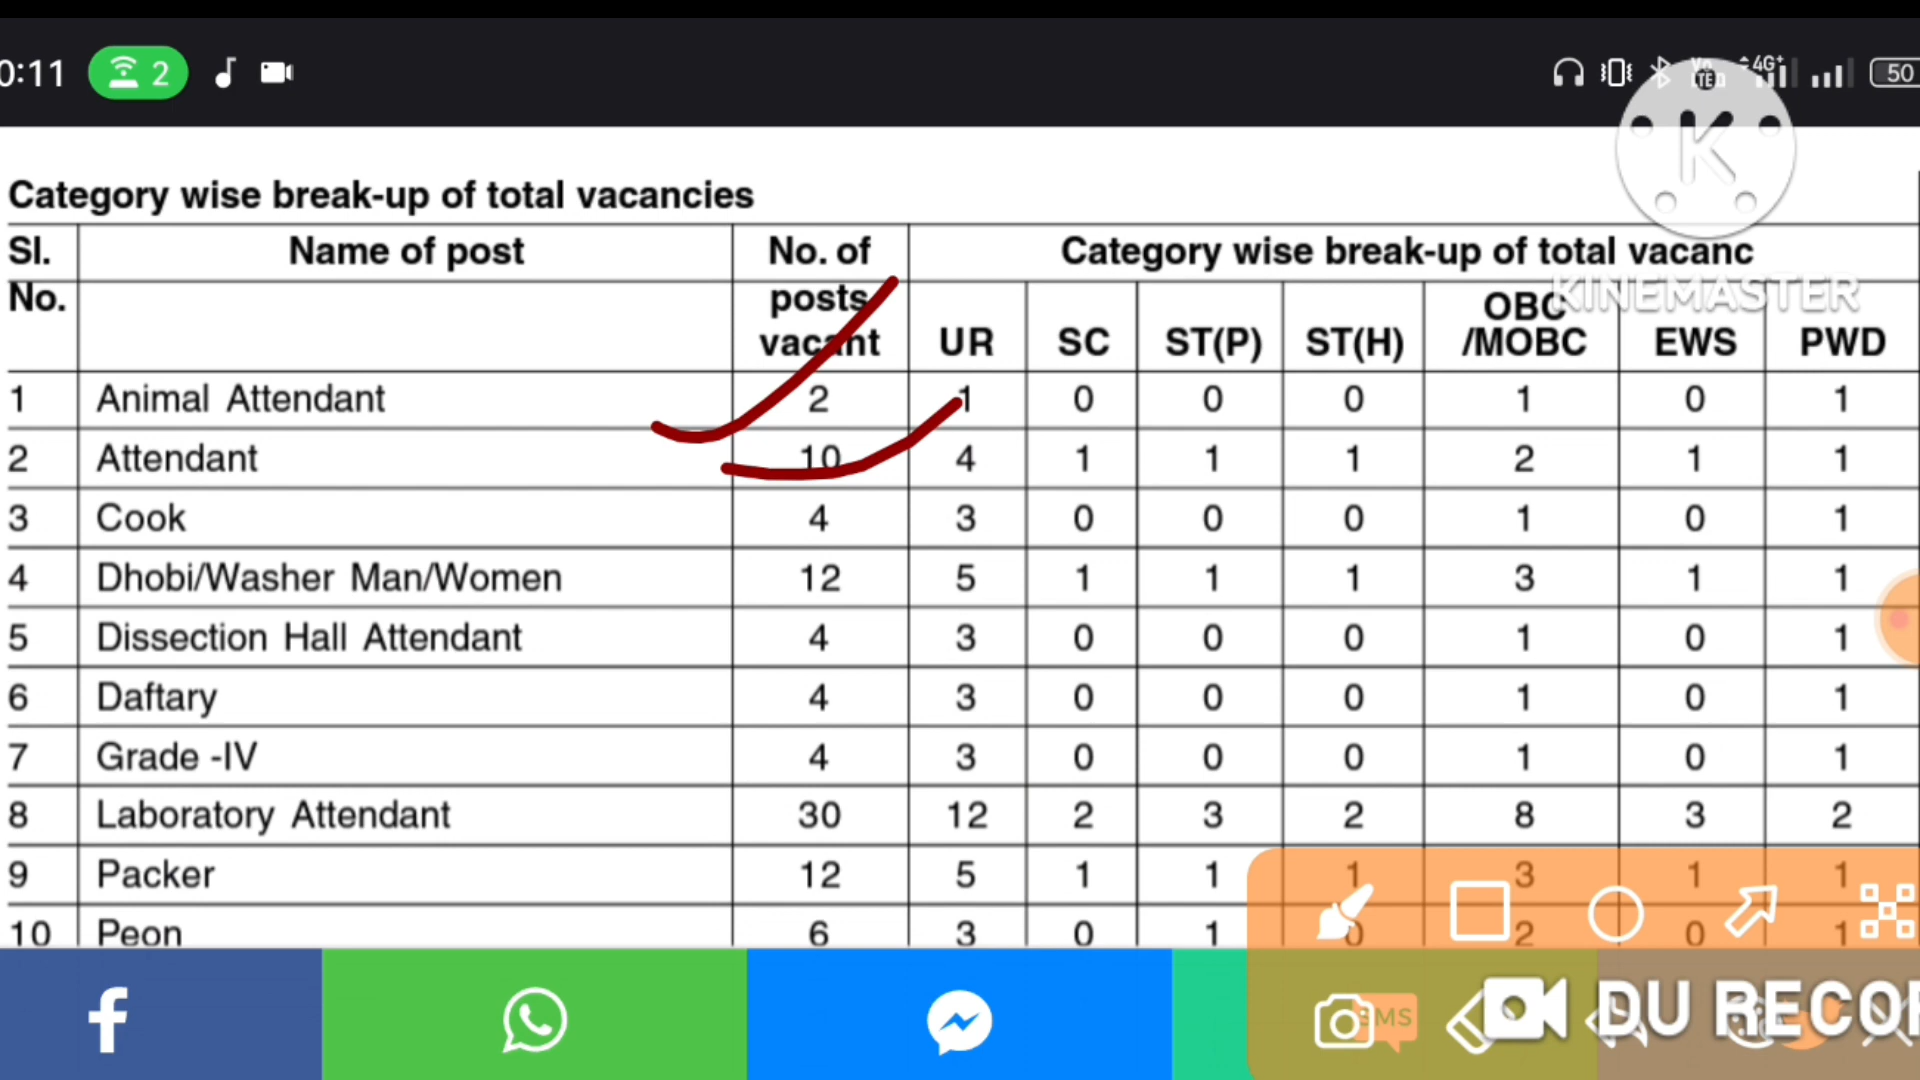 0:11 2 4G+ 50
K
KINEMASTER
Category wise break-up of total vacancies
Sl. No. Name of post No. of posts vacant Category wise break-up of total vacanc
UR SC ST(P) ST(H) OBC /MOBC EWS PWD
1 Animal Attendant 2 1 0 0 0 1 0 1
2 Attendant 10 4 1 1 1 2 1 1
3 Cook 4 3 0 0 0 1 0 1
4 Dhobi/Washer Man/Women 12 5 1 1 1 3 1 1
5 Dissection Hall Attendant 4 3 0 0 0 1 0 1
6 Daftary 4 3 0 0 0 1 0 1
7 Grade -IV 4 3 0 0 0 1 0 1
8 Laboratory Attendant 30 12 2 3 2 8 3 2
9 Packer 12 5 1 1 1 3 1 1
10 Peon 6 3 0 1 0 2 0 1
SMS
DU RECOR